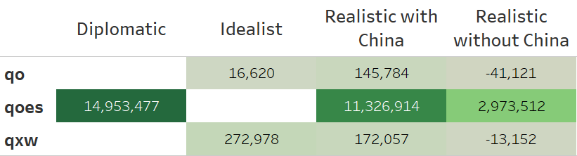 Diplomatic Idealist Realistic with China Realistic without China
qo 16,620 145,784 -41,121
qoes 14,953,477 11,326,914 2,973,512
qxw 272,978 172,057 -13,152